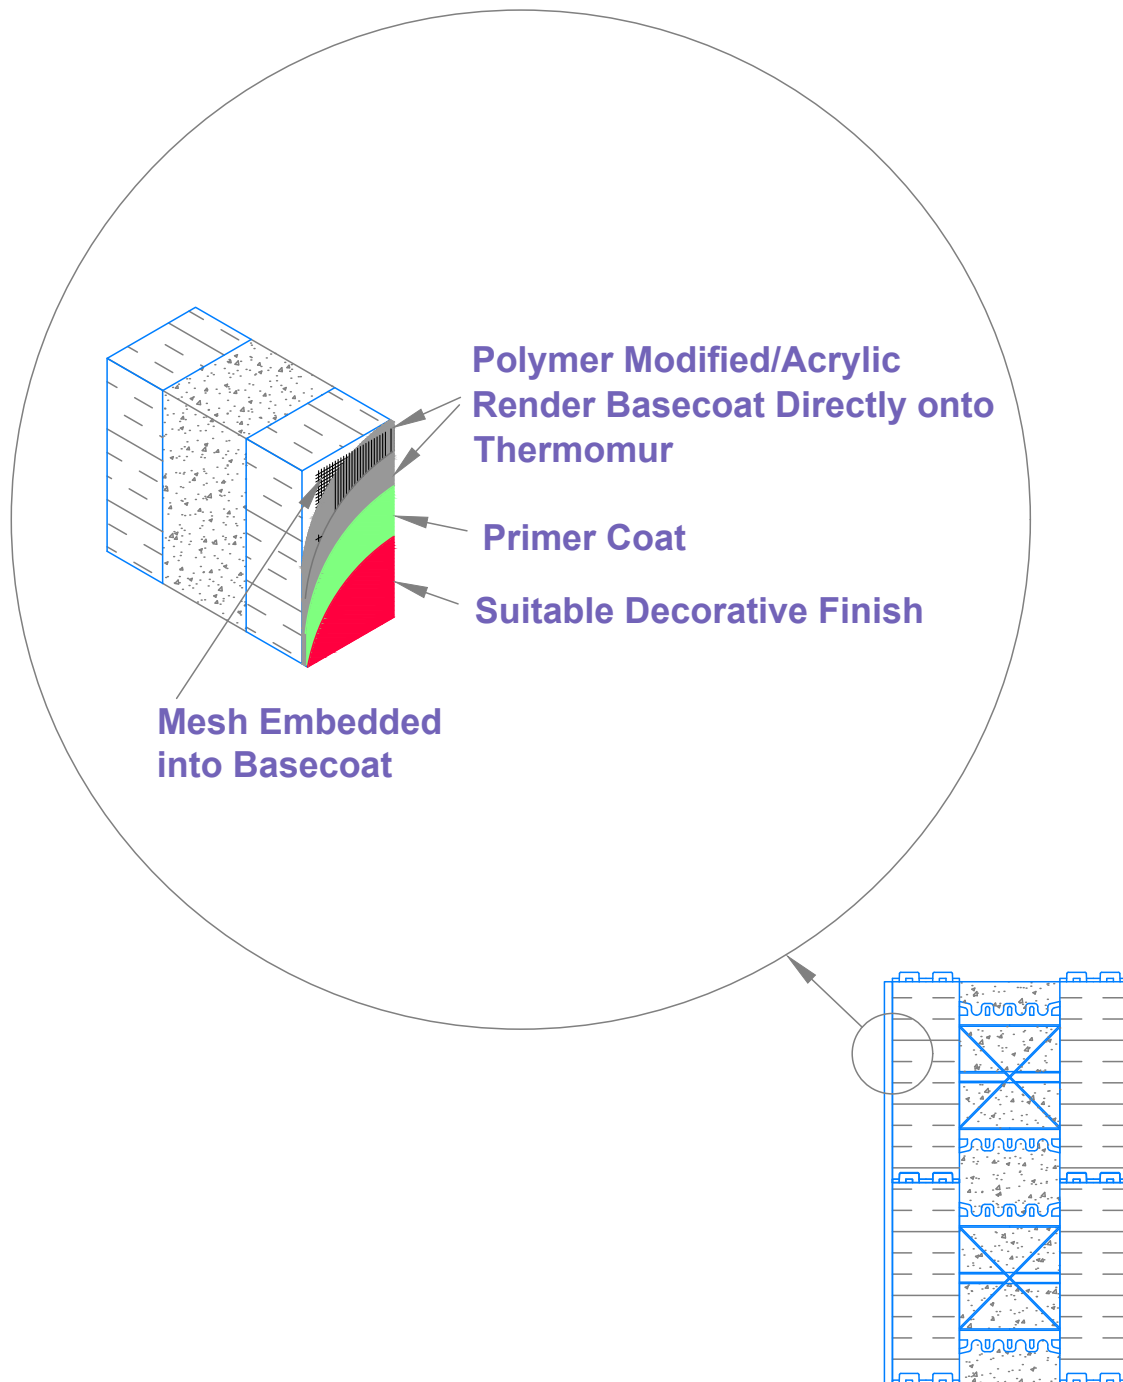 Polymer Modified/Acrylic
Render Basecoat Directly onto
Thermomur
Primer Coat
Suitable Decorative Finish
Mesh Embedded
into Basecoat